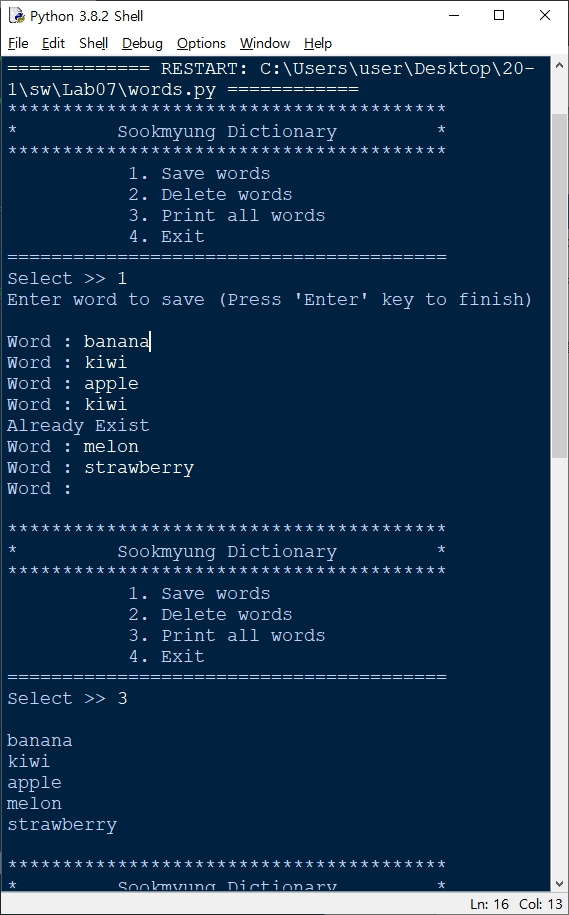 Python 3.8.2 Shell
File Edit Shell Debug Options Window Help
============= RESTART: C:\Users\user\Desktop\20-
1\sw\Lab07\words.py ============
****************************************
*         Sookmyung Dictionary         *
****************************************
           1. Save words
           2. Delete words
           3. Print all words
           4. Exit
========================================
Select >> 1
Enter word to save (Press 'Enter' key to finish)

Word : banana
Word : kiwi
Word : apple
Word : kiwi
Already Exist
Word : melon
Word : strawberry
Word :

****************************************
*         Sookmyung Dictionary         *
****************************************
           1. Save words
           2. Delete words
           3. Print all words
           4. Exit
========================================
Select >> 3

banana
kiwi
apple
melon
strawberry

****************************************
*         Sookmyung Dictionary         *
Ln: 16 Col: 13